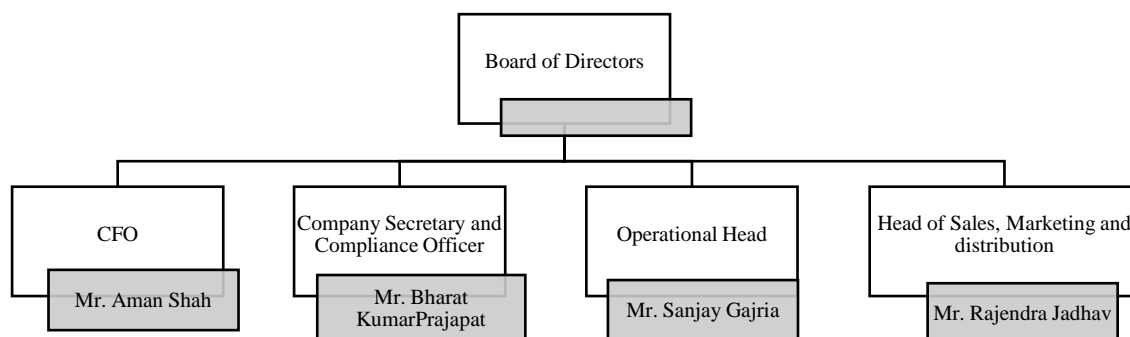 Board of Directors
CFO
Mr. Aman Shah
Company Secretary and
Compliance Officer
Mr. Bharat
KumarPrajapat
Operational Head
Mr. Sanjay Gajria
Head of Sales, Marketing and
distribution
Mr. Rajendra Jadhav